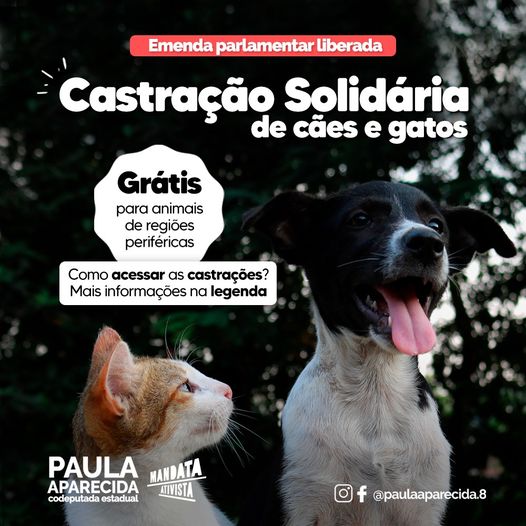 Emenda parlamentar liberada
Castração Solidária
de cães e gatos
Grátis
para animais
de regiões
periféricas
Como acessar as castrações?
Mais informações na legenda
PAULA
APARECIDA
codeputada estadual
MANDATA
ATIVISTA
@paulaaparecida.8